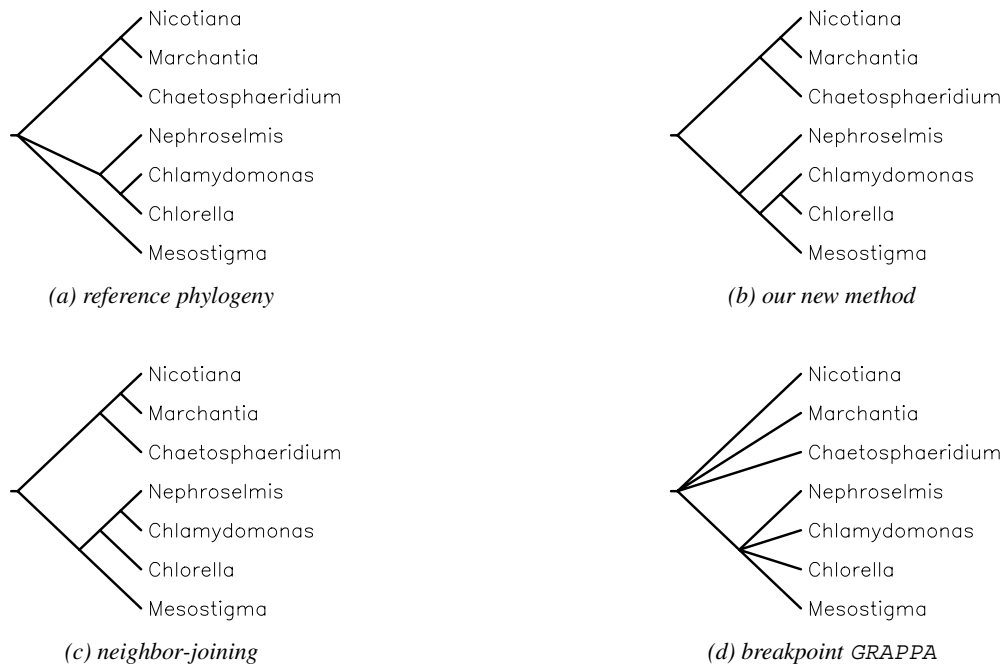 Nicotiana
Marchantia
Chaetosphaeridium
Nephroselmis
Chlamydomonas
Chlorella
Mesostigma
(a) reference phylogeny
Nicotiana
Marchantia
Chaetosphaeridium
Nephroselmis
Chlamydomonas
Chlorella
Mesostigma
(b) our new method
Nicotiana
Marchantia
Chaetosphaeridium
Nephroselmis
Chlamydomonas
Chlorella
Mesostigma
(c) neighbor-joining
Nicotiana
Marchantia
Chaetosphaeridium
Nephroselmis
Chlamydomonas
Chlorella
Mesostigma
(d) breakpoint GRAPPA